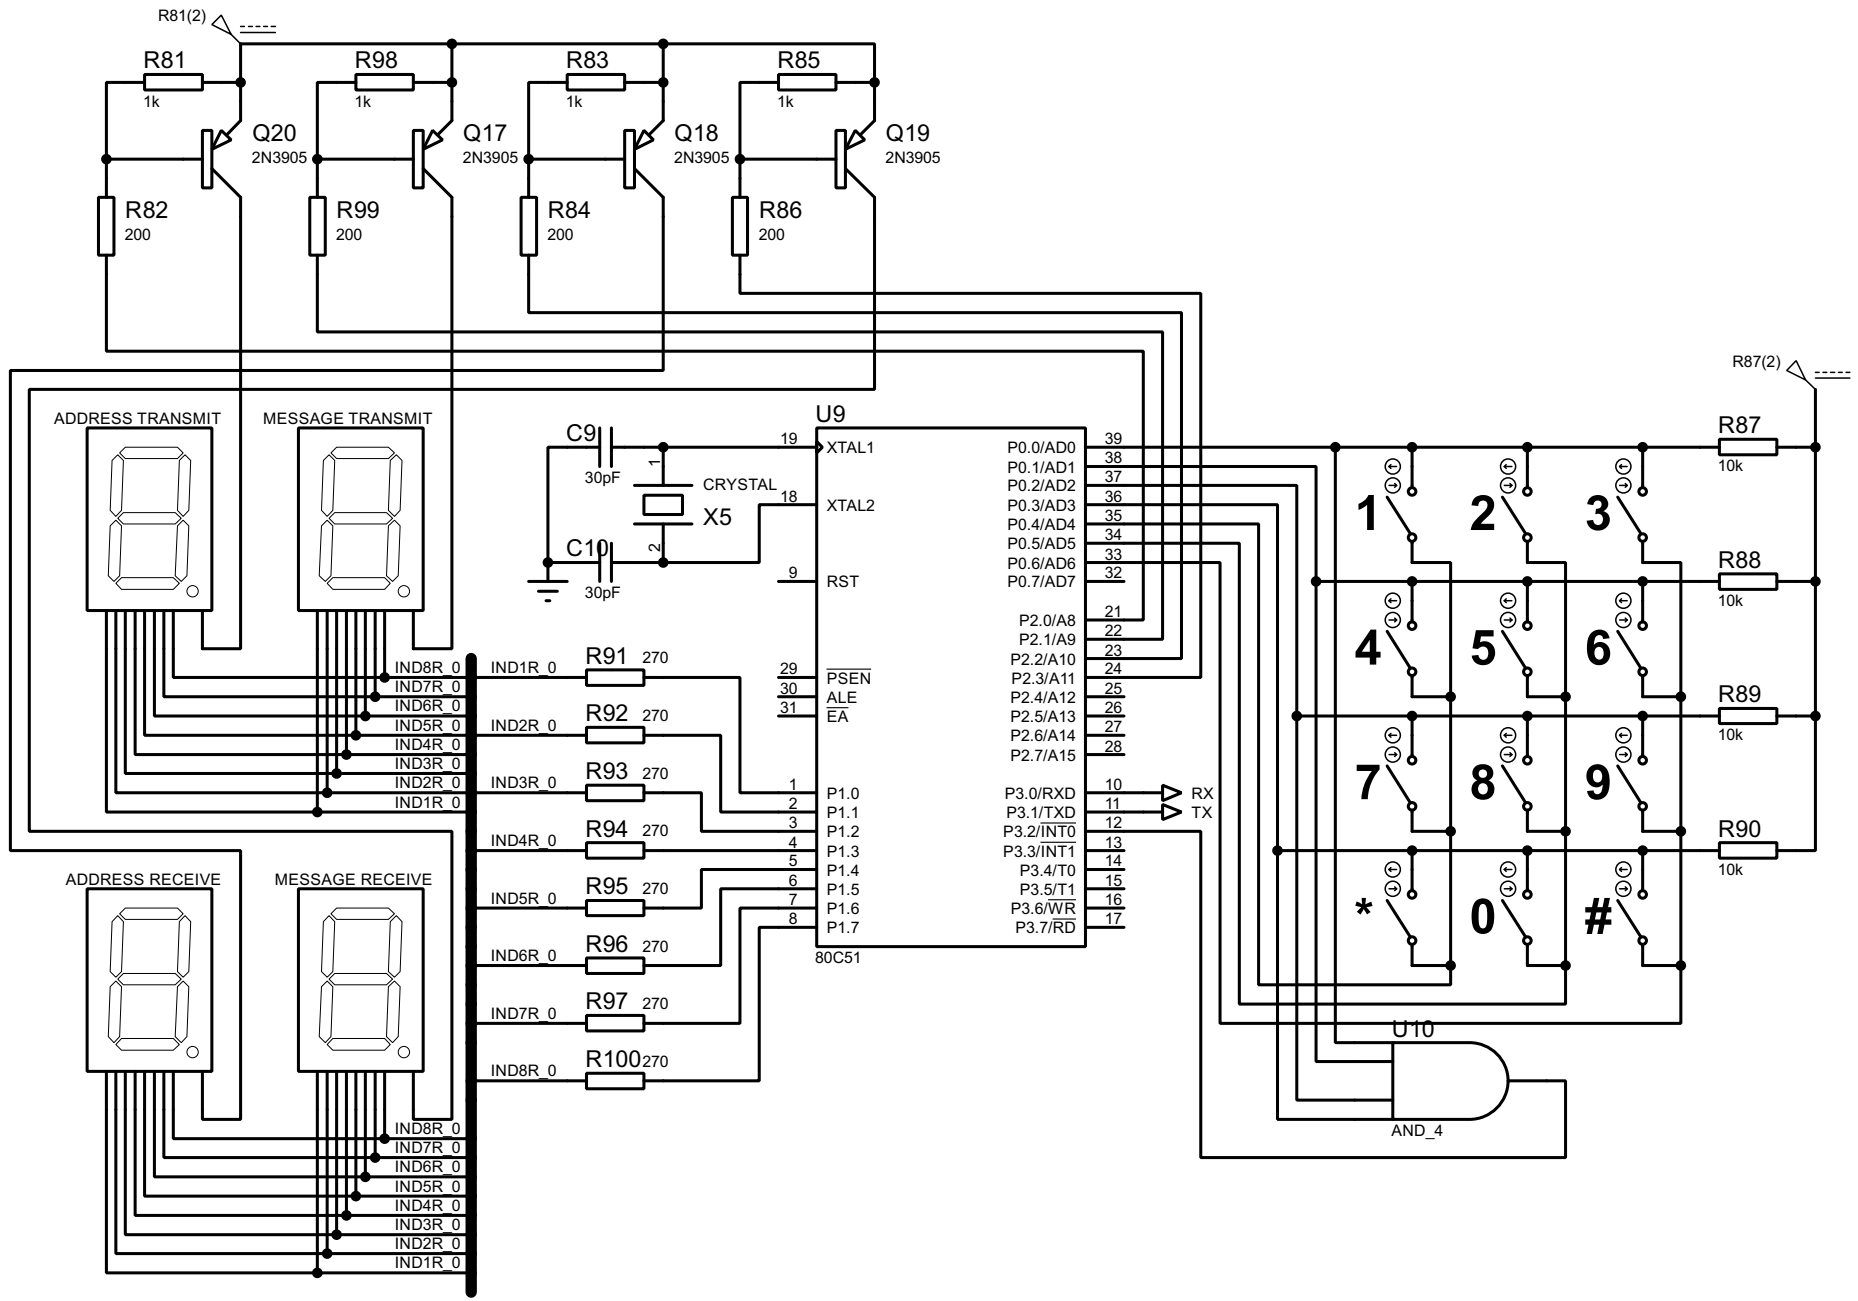 R81(2)
R81
1k
R98
1k
R83
1k
R85
1k
Q20
2N3905
Q17
2N3905
Q18
2N3905
Q19
2N3905
R82
200
R99
200
R84
200
R86
200
R87(2)
ADDRESS TRANSMIT
MESSAGE TRANSMIT
IND8R_0
IND7R_0
IND6R_0
IND5R_0
IND4R_0
IND3R_0
IND2R_0
IND1R_0
ADDRESS RECEIVE
MESSAGE RECEIVE
IND8R_0
IND7R_0
IND6R_0
IND5R_0
IND4R_0
IND3R_0
IND2R_0
IND1R_0
C9
30pF
1
CRYSTAL
X5
2
C10
30pF
IND1R_0
R91 270
IND2R_0
R92 270
IND3R_0
R93 270
IND4R_0
R94 270
IND5R_0
R95 270
IND6R_0
R96 270
IND7R_0
R97 270
IND8R_0
R100 270
U9
19 XTAL1
18 XTAL2
9 RST
29 PSEN
30 ALE
31 EA
1 P1.0
2 P1.1
3 P1.2
4 P1.3
5 P1.4
6 P1.5
7 P1.6
8 P1.7
P0.0/AD0 39
P0.1/AD1 38
P0.2/AD2 37
P0.3/AD3 36
P0.4/AD4 35
P0.5/AD5 34
P0.6/AD6 33
P0.7/AD7 32
P2.0/A8 21
P2.1/A9 22
P2.2/A10 23
P2.3/A11 24
P2.4/A12 25
P2.5/A13 26
P2.6/A14 27
P2.7/A15 28
P3.0/RXD 10 RX
P3.1/TXD 11 TX
P3.2/INT0 12
P3.3/INT1 13
P3.4/T0 14
P3.5/T1 15
P3.6/WR 16
P3.7/RD 17
80C51
1 2 3
R87
10k
4 5 6
R88
10k
7 8 9
R89
10k
* 0 #
R90
10k
U10
AND_4